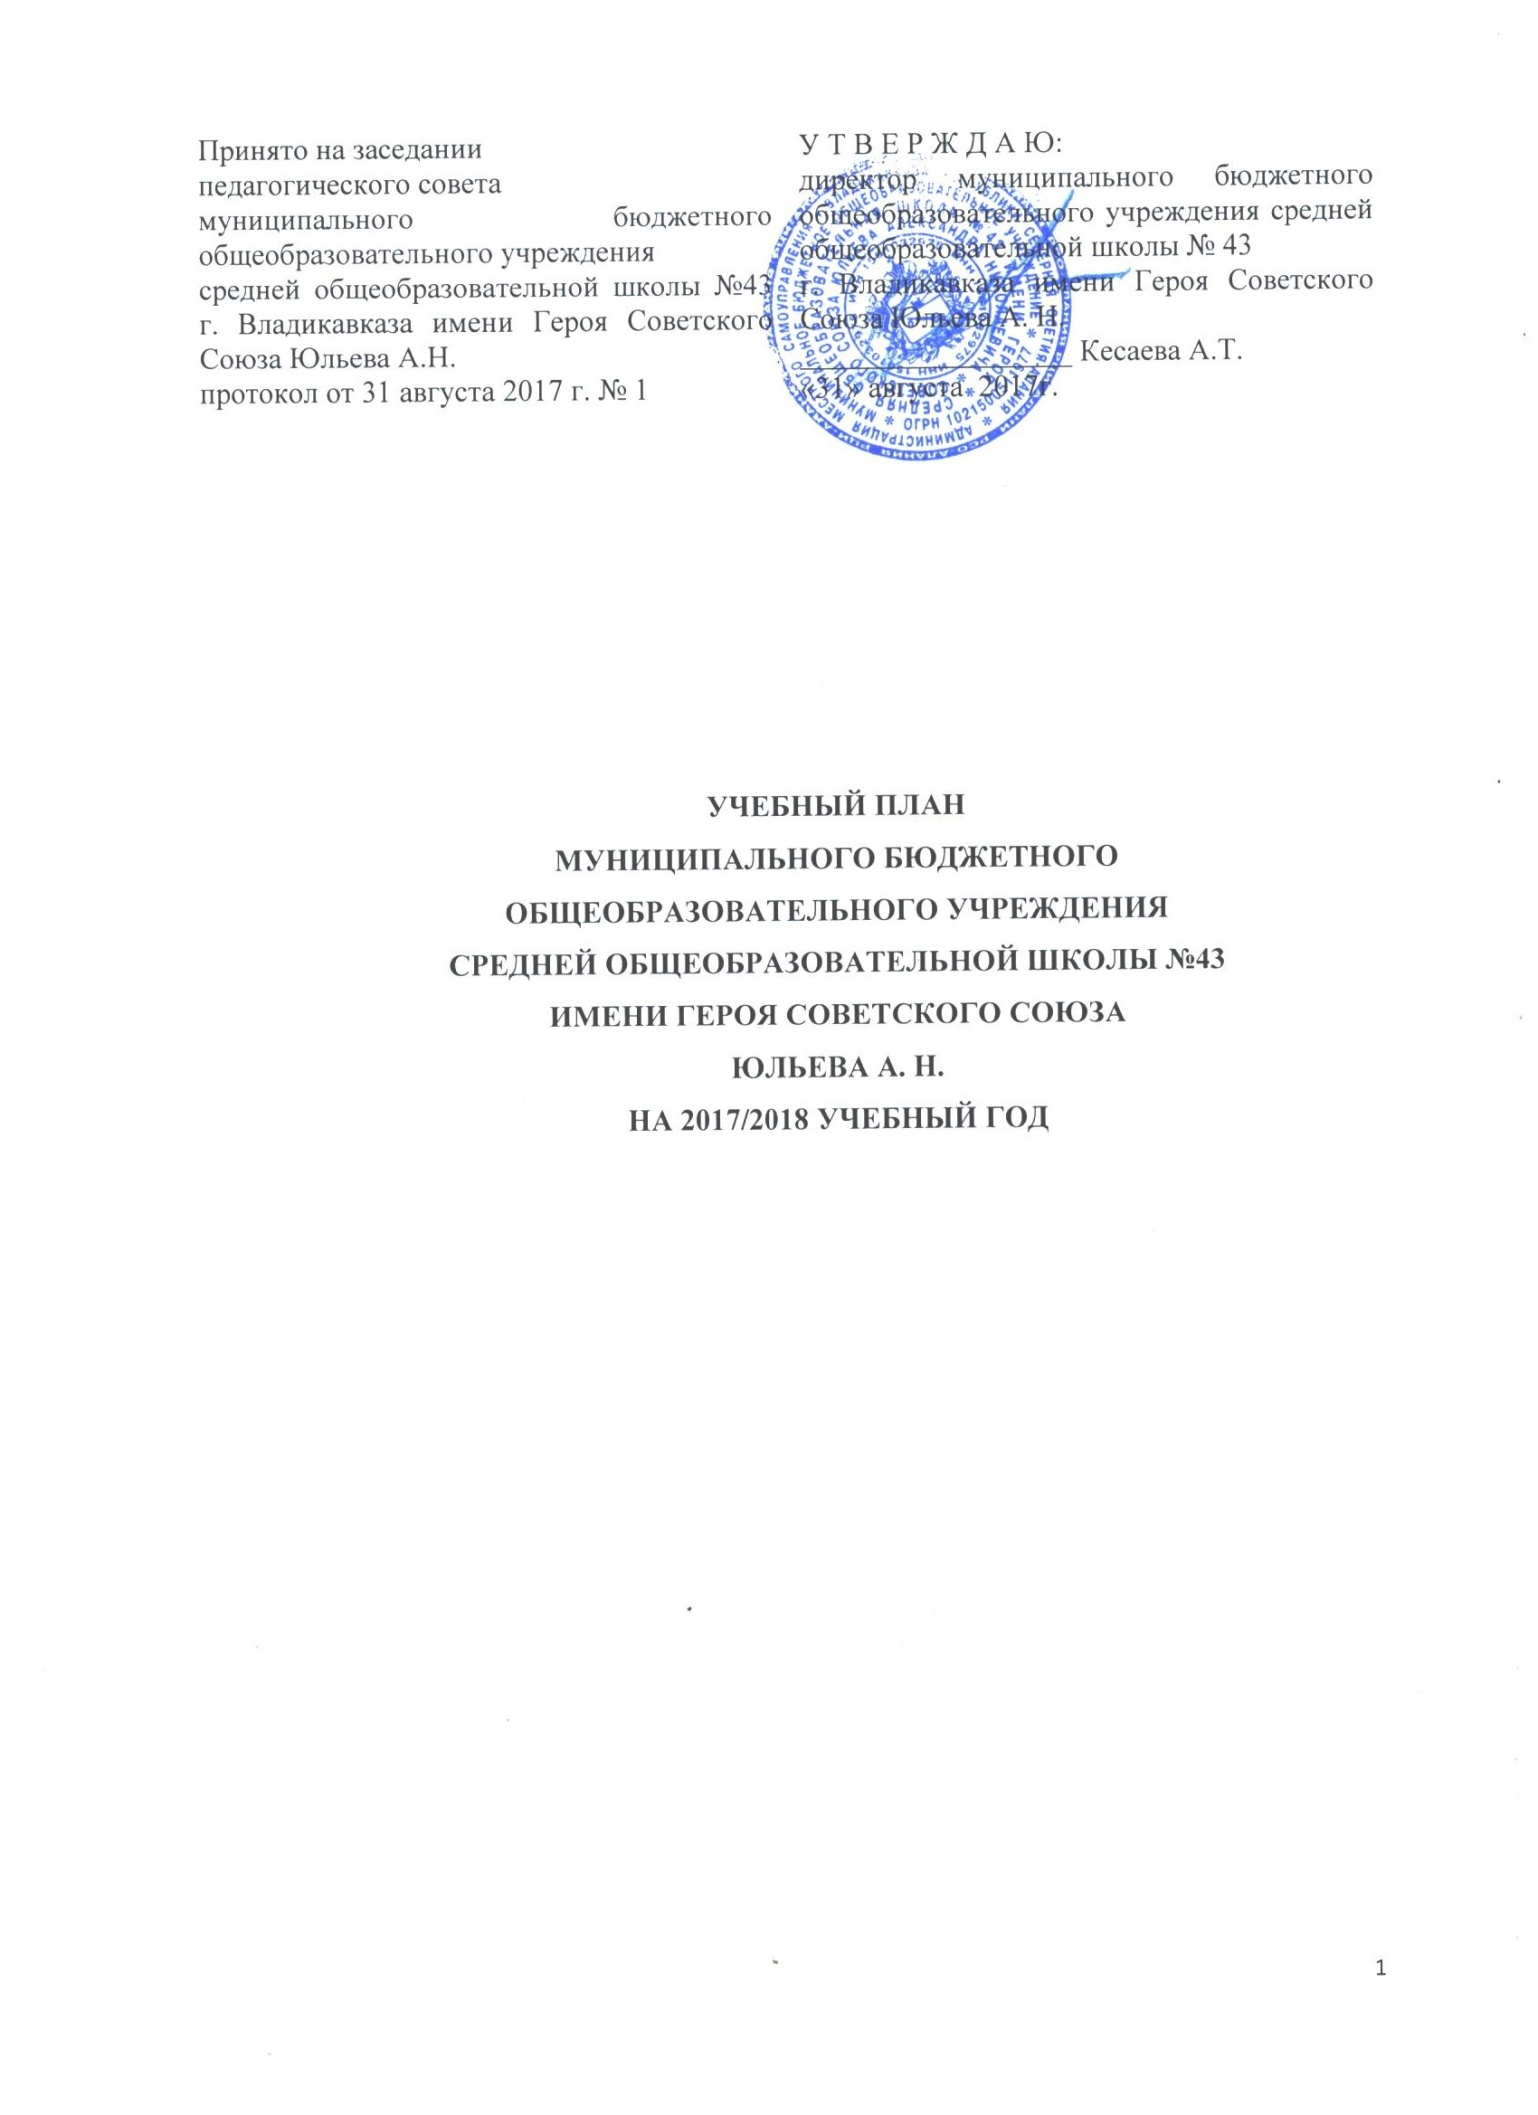 Принято на заседании
педагогического совета
муниципального бюджетного
общеобразовательного учреждения
средней общеобразовательной школы №43
г. Владикавказа имени Героя Советского
Союза Юльева А.Н.
протокол от 31 августа 2017 г. № 1
У Т В Е Р Ж Д А Ю:
директор муниципального бюджетного
общеобразовательного учреждения средней
общеобразовательной школы № 43
г. Владикавказа имени Героя Советского
Союза Юльева А. Н.
Кесаева А.Т.
«31» августа 2017г.
УЧЕБНЫЙ ПЛАН
МУНИЦИПАЛЬНОГО БЮДЖЕТНОГО
ОБЩЕОБРАЗОВАТЕЛЬНОГО УЧРЕЖДЕНИЯ
СРЕДНЕЙ ОБЩЕОБРАЗОВАТЕЛЬНОЙ ШКОЛЫ №43
ИМЕНИ ГЕРОЯ СОВЕТСКОГО СОЮЗА
ЮЛЬЕВА А. Н.
НА 2017/2018 УЧЕБНЫЙ ГОД
1